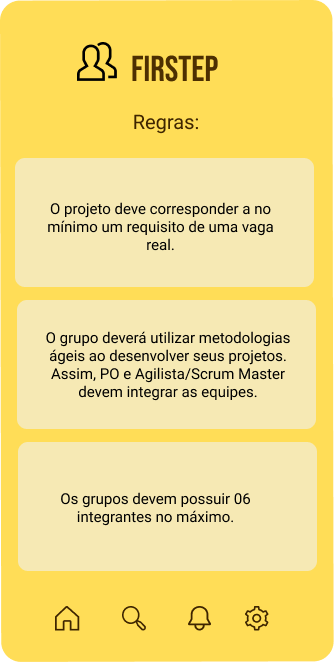 FIRSTEP
Regras:
O projeto deve corresponder a no
mínimo um requisito de uma vaga
real.
O grupo deverá utilizar metodologias
ágeis ao desenvolver seus projetos.
Assim, PO e Agilista/Scrum Master
devem integrar as equipes.
Os grupos devem possuir 06
integrantes no máximo.